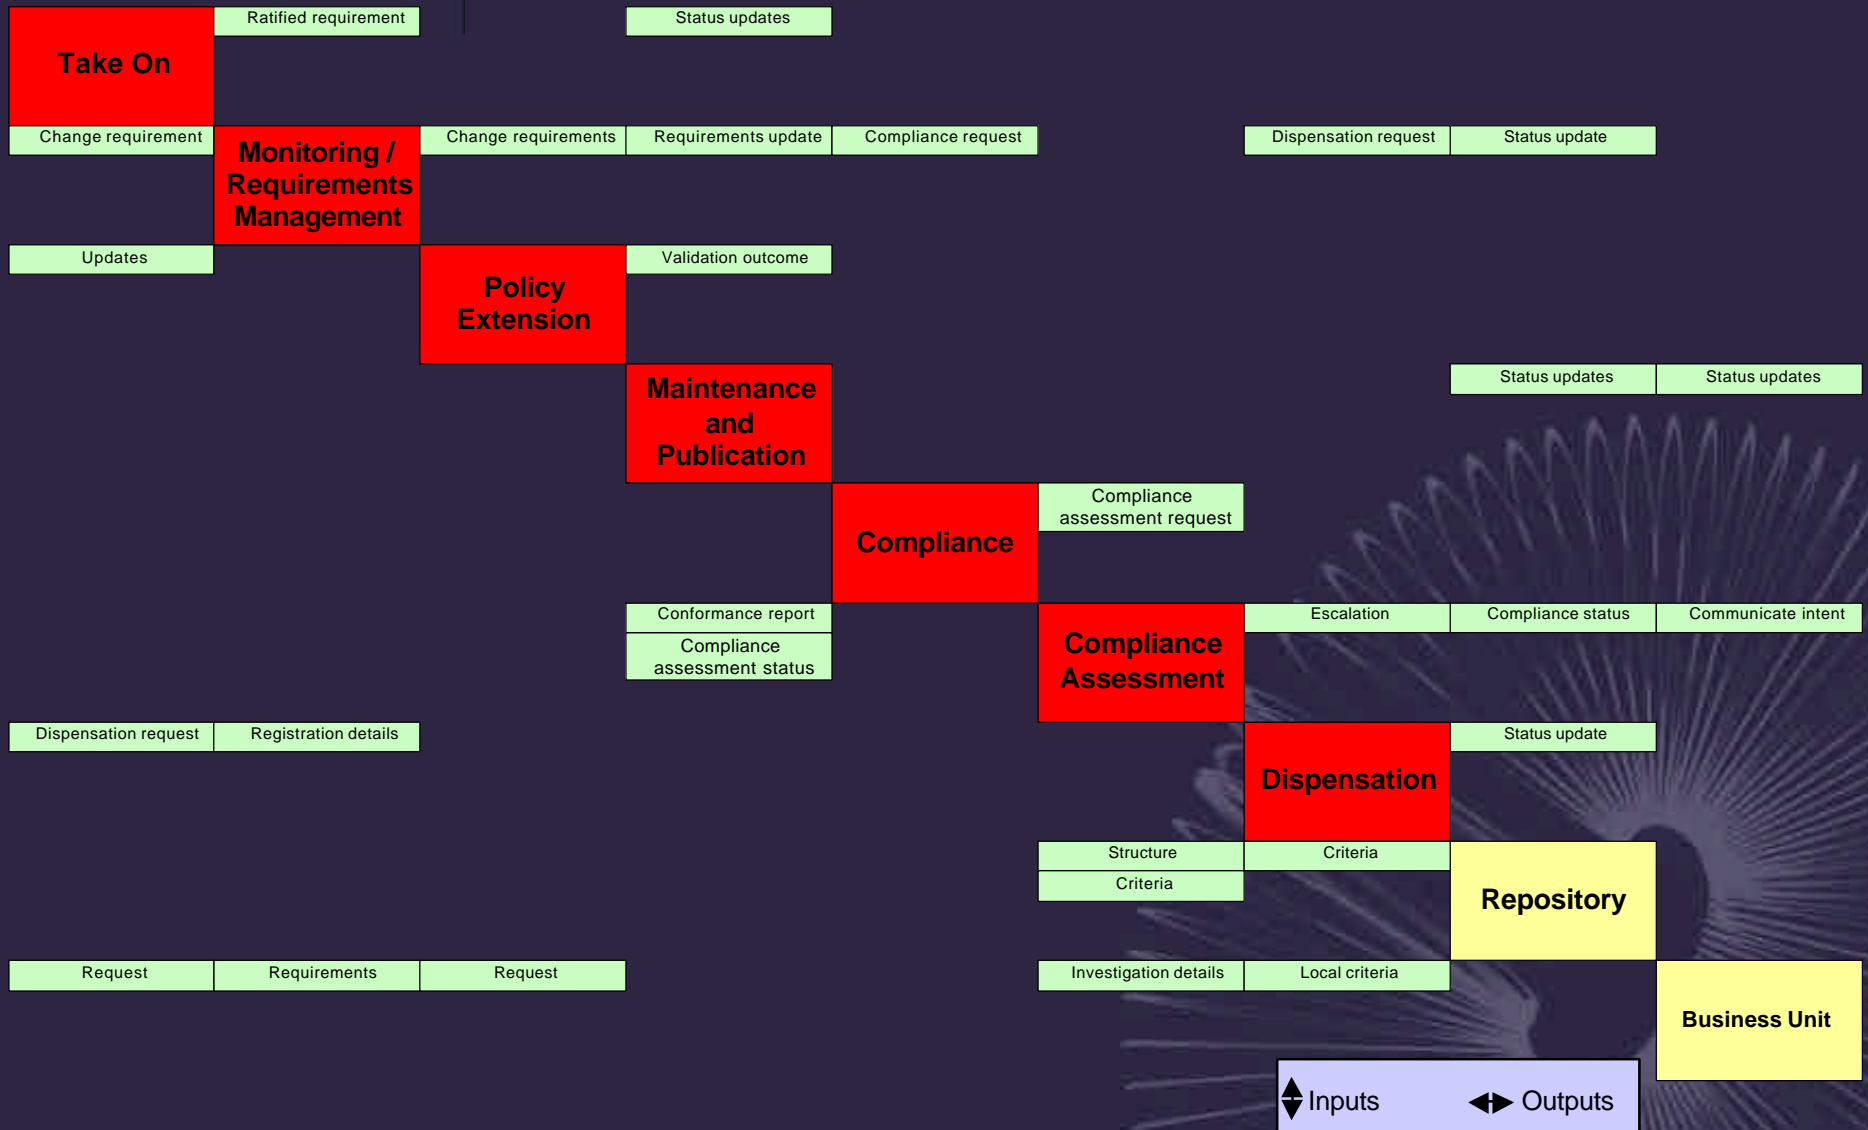 Ratified requirement
Status updates
Take On
Change requirement
Monitoring /
Requirements
Management
Change requirements
Requirements update
Compliance request
Dispensation request
Status update
Updates
Policy
Extension
Validation outcome
Maintenance
and
Publication
Status updates
Status updates
Compliance
Compliance
assessment request
Conformance report
Compliance
assessment status
Compliance
Assessment
Escalation
Compliance status
Communicate intent
Dispensation request
Registration details
Dispensation
Status update
Structure
Criteria
Criteria
Repository
Request
Requirements
Request
Investigation details
Local criteria
Business Unit
Inputs
Outputs